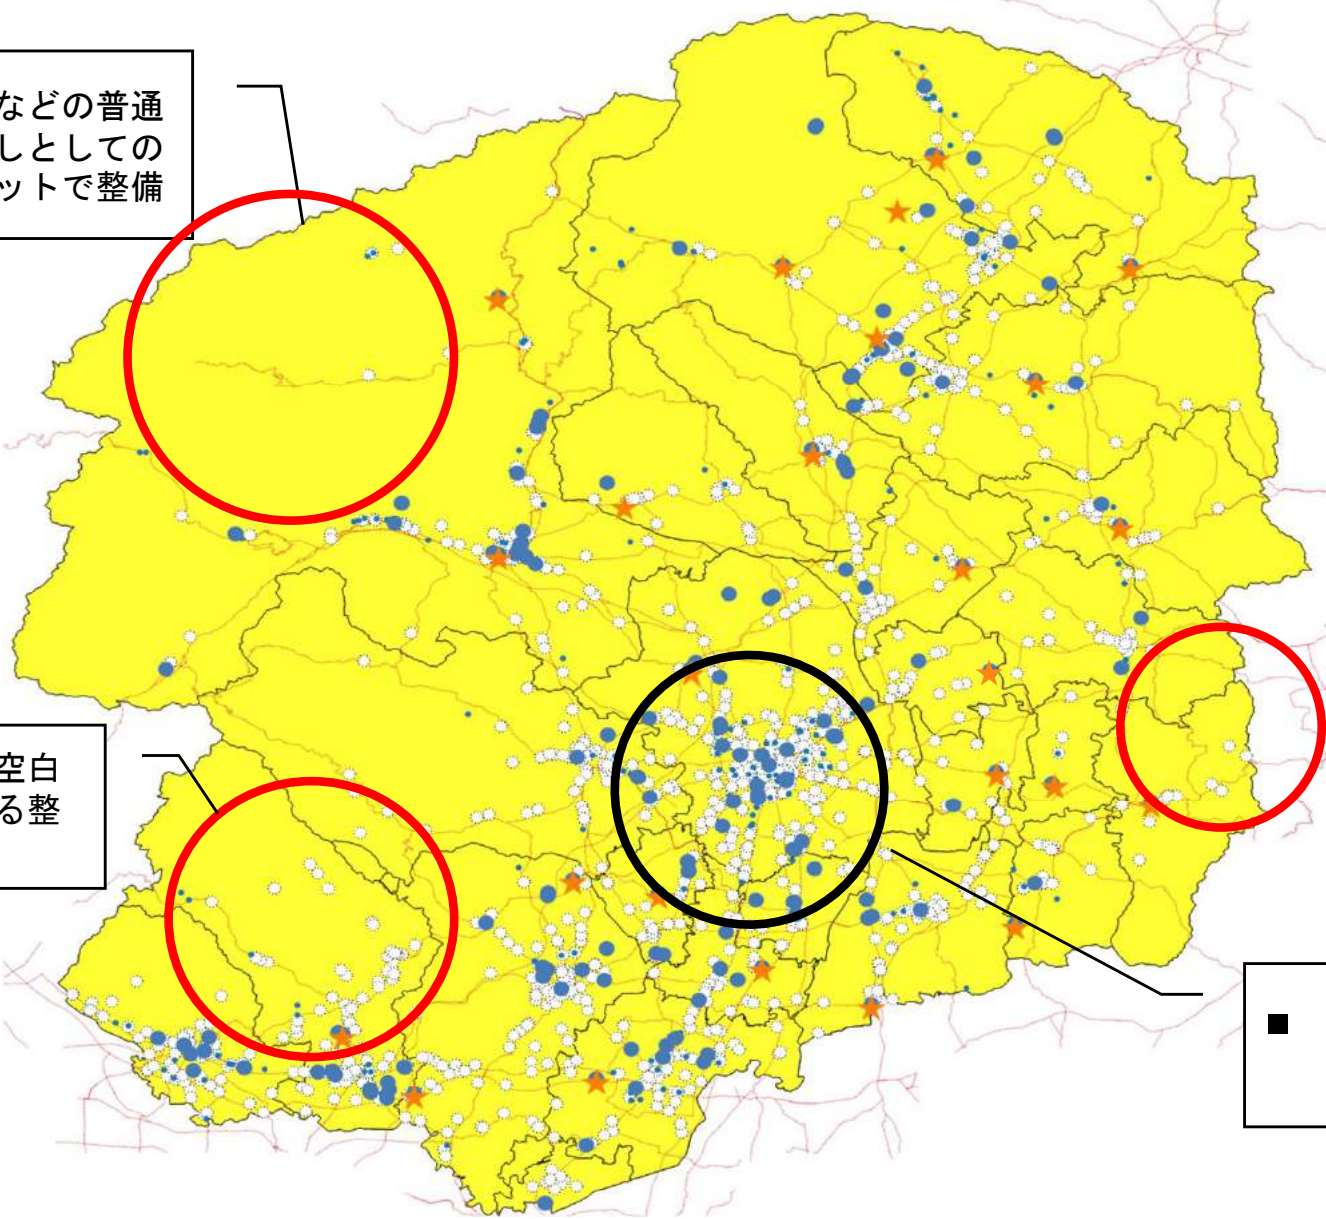 などの普通
しとしての
ットで整備
空白
る整
■